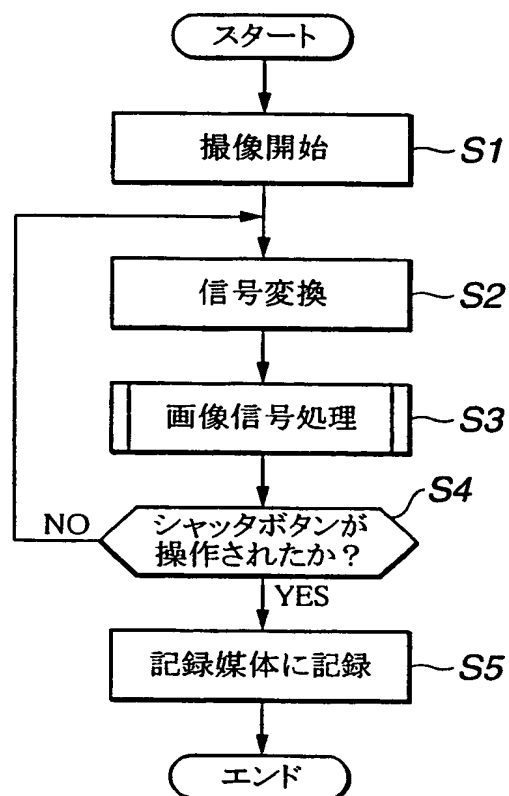 スタート
撮像開始
S1
信号変換
S2
画像信号処理
S3
S4
シャッタボタンが
操作されたか？
NO
YES
記録媒体に記録
S5
エンド